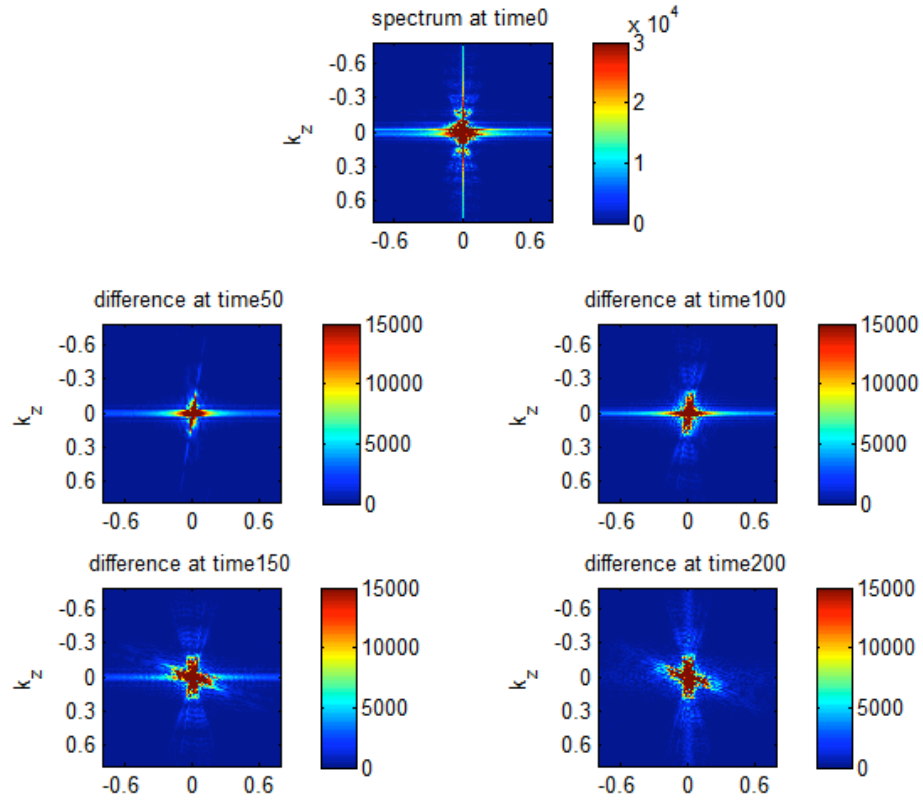 spectrum at time0
x 10^4
-0.6
-0.3
0
0.3
0.6
k_z
-0.6 0 0.6
3
2
1
0
difference at time50
-0.6
-0.3
0
0.3
0.6
k_z
-0.6 0 0.6
15000
10000
5000
0
difference at time100
-0.6
-0.3
0
0.3
0.6
k_z
-0.6 0 0.6
15000
10000
5000
0
difference at time150
-0.6
-0.3
0
0.3
0.6
k_z
-0.6 0 0.6
15000
10000
5000
0
difference at time200
-0.6
-0.3
0
0.3
0.6
k_z
-0.6 0 0.6
15000
10000
5000
0